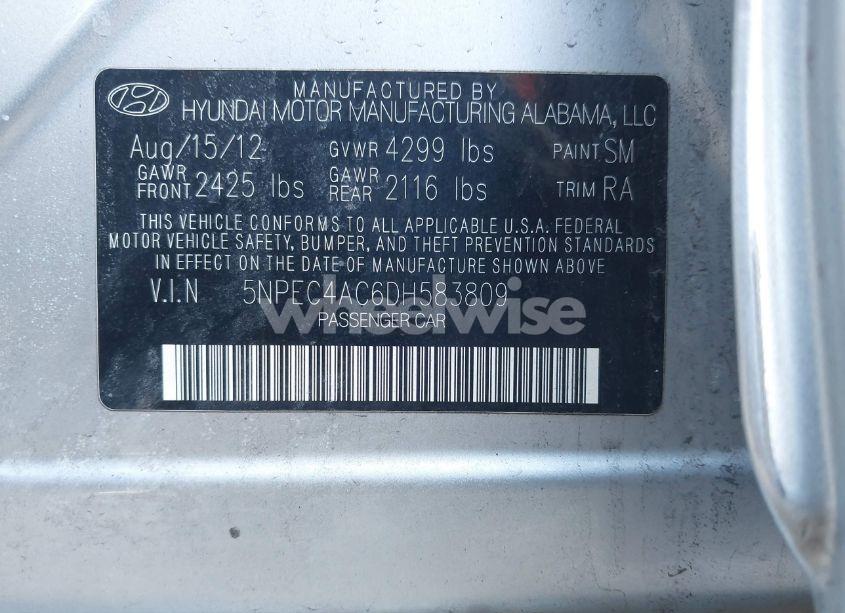 MANUFACTURED BY
HYUNDAI MOTOR MANUFACTURING ALABAMA, LLC
Aug/15/12 GVWR 4299 lbs PAINT SM
GAWR FRONT 2425 lbs GAWR REAR 2116 lbs TRIM RA
THIS VEHICLE CONFORMS TO ALL APPLICABLE U.S.A. FEDERAL
MOTOR VEHICLE SAFETY, BUMPER, AND THEFT PREVENTION STANDARDS
IN EFFECT ON THE DATE OF MANUFACTURE SHOWN ABOVE
V.I.N 5NPEC4AC6DH583809
wheelwise
PASSENGER CAR